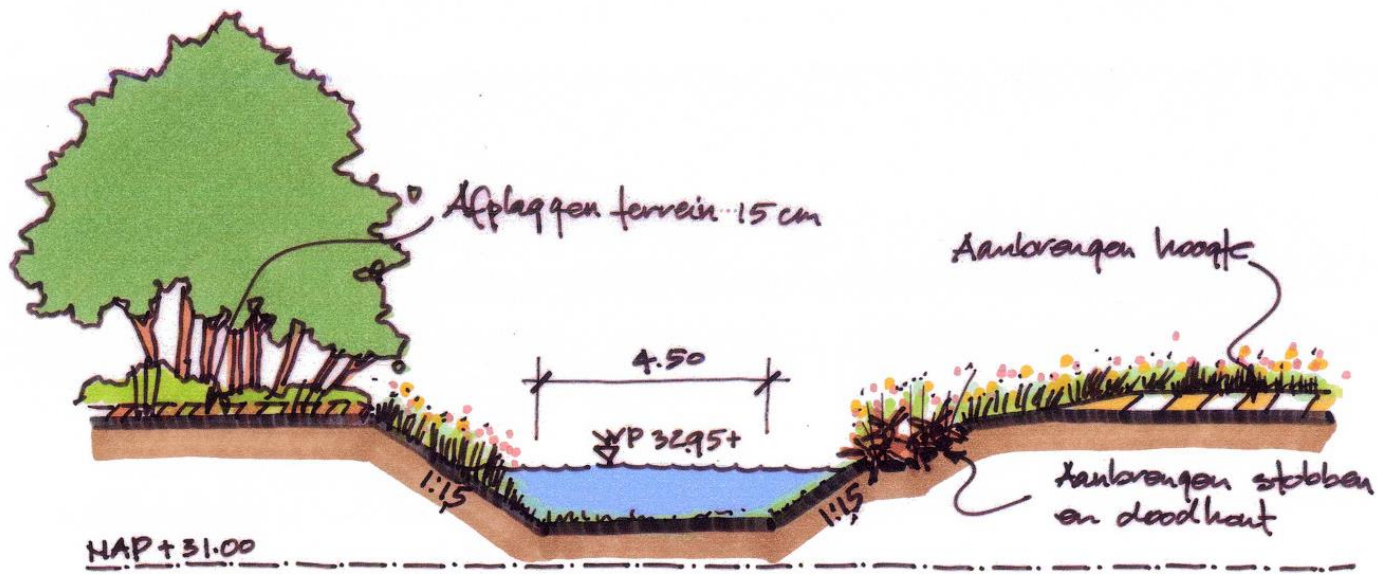 Afplaggen terrein 15 cm
Aanbrengen hoogte
4.50
WP 32.95+
1:1,5
1:1,5
Aanbrengen stobben
en doodhout
NAP + 31.00